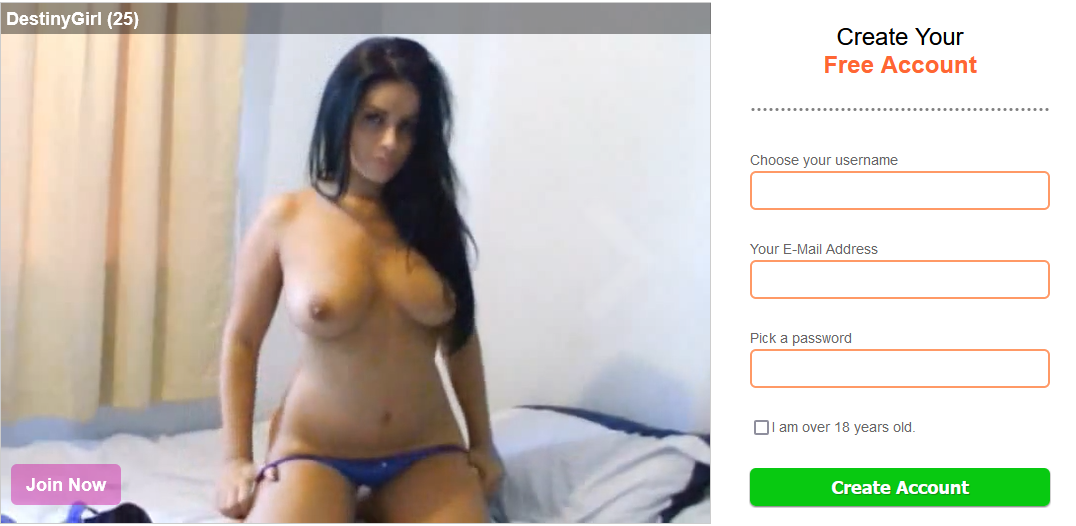 DestinyGirl (25)
Join Now
Create Your
Free Account
Choose your username
Your E-Mail Address
Pick a password
I am over 18 years old.
Create Account